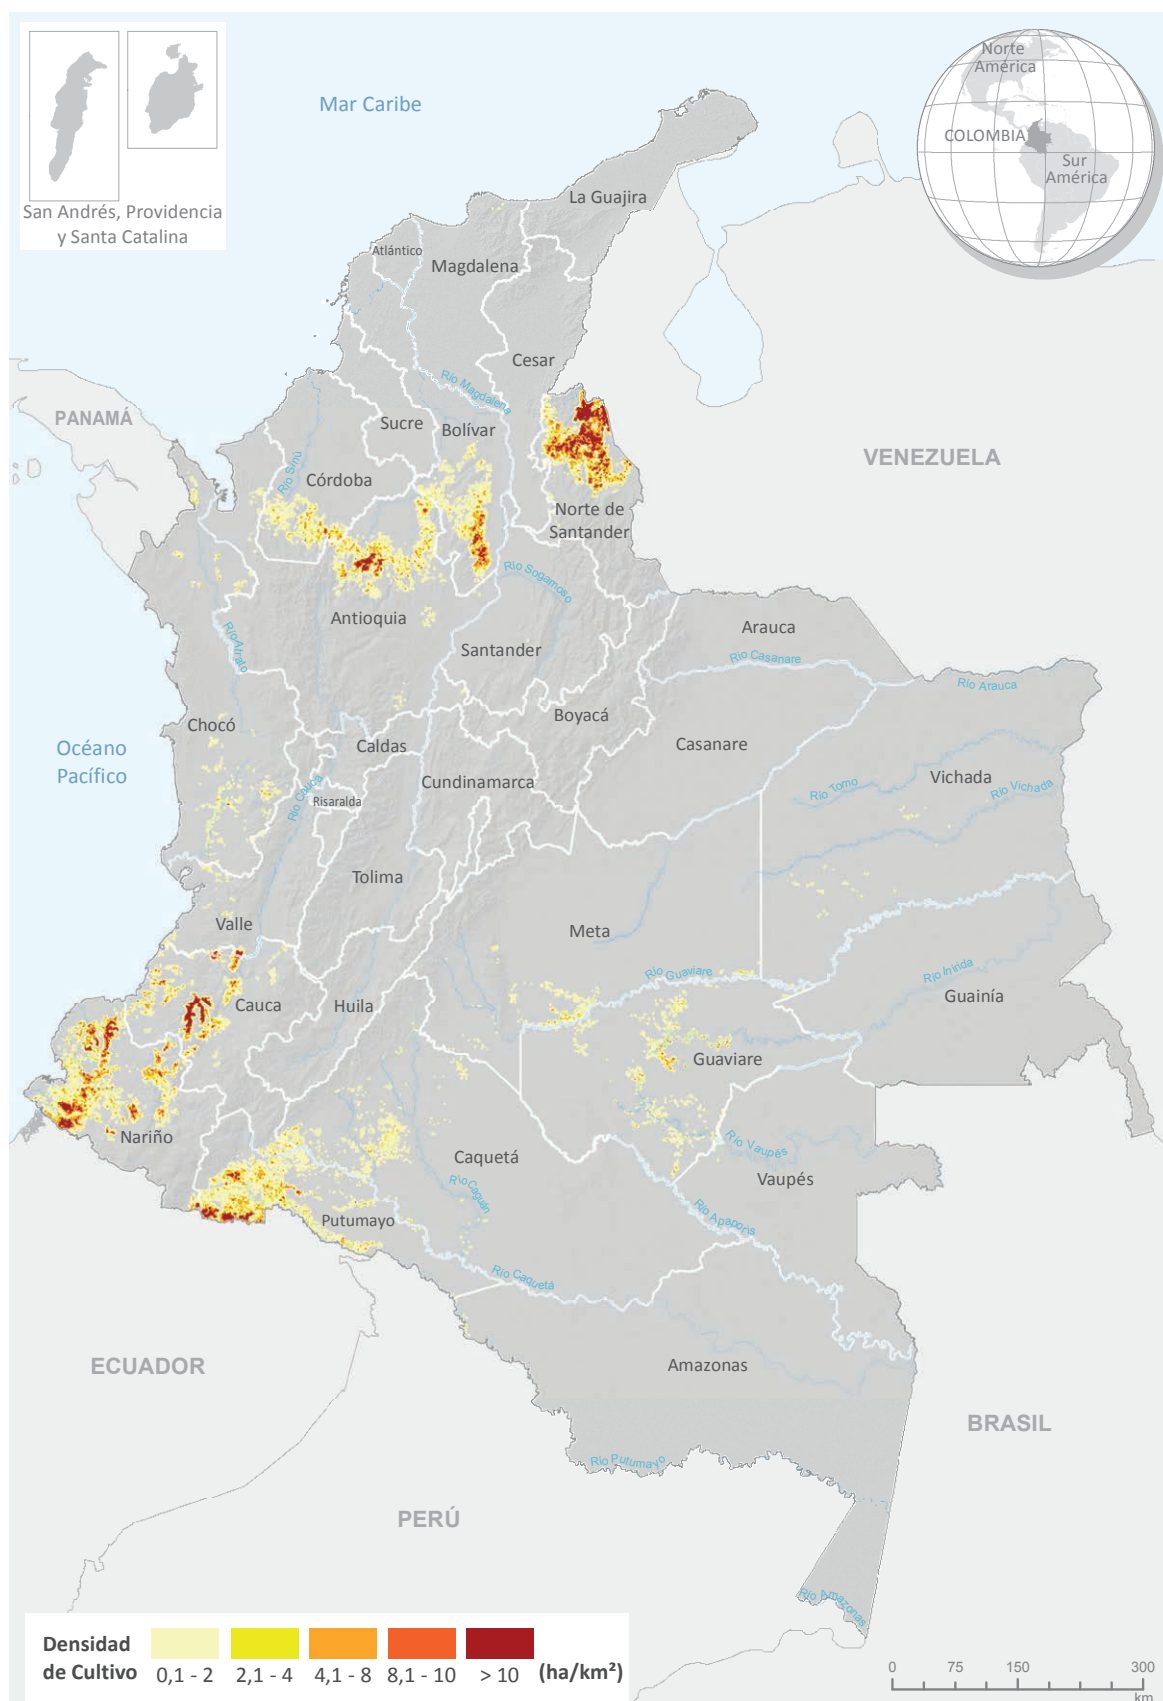 Mar Caribe
Norte
América
COLOMBIA
Sur
América
San Andrés, Providencia
y Santa Catalina
La Guajira
Atlántico
Magdalena
Cesar
Río Magdalena
PANAMÁ
Sucre
Bolívar
VENEZUELA
Río Sinú
Córdoba
Norte de
Santander
Río Sogamoso
Antioquia
Río Atrato
Santander
Arauca
Río Casanare
Río Arauca
Chocó
Boyacá
Océano
Pacífico
Caldas
Casanare
Cundinamarca
Vichada
Río Tomo
Río Vichada
Río Cauca
Risaralda
Tolima
Valle
Meta
Río Guaviare
Río Inírida
Cauca
Huila
Guainía
Guaviare
Nariño
Caquetá
Río Vaupés
Vaupés
Río Caguán
Putumayo
Río Apaporis
Río Caquetá
ECUADOR
Amazonas
BRASIL
Río Putumayo
PERÚ
Río Amazonas
Densidad
de Cultivo
0,1 - 2
2,1 - 4
4,1 - 8
8,1 - 10
> 10
(ha/km²)
0
75
150
300
km